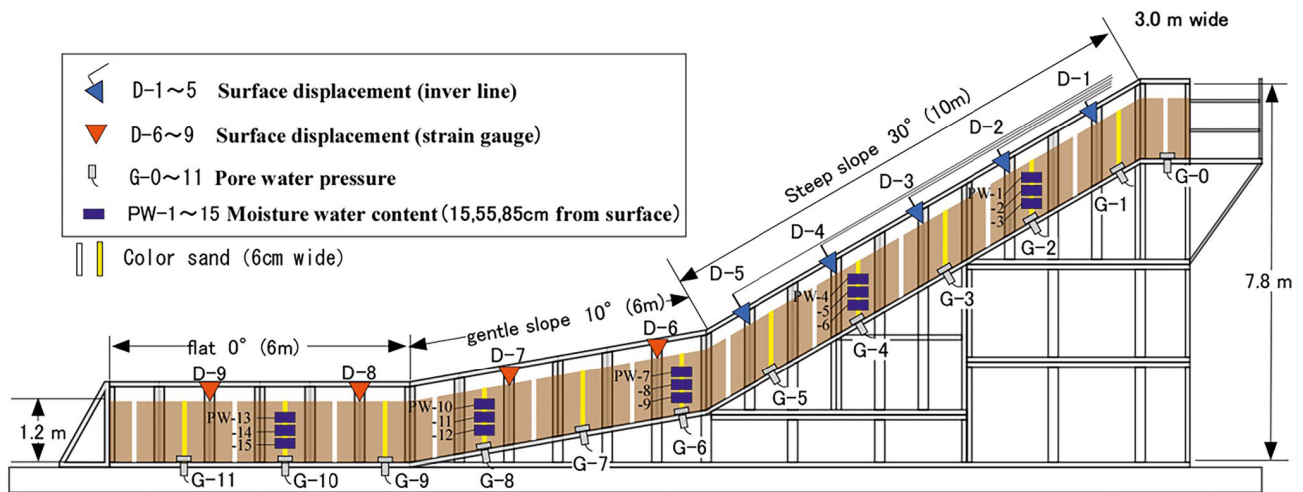 3.0 m wide
D-1～5 Surface displacement (inver line)
D-6～9 Surface displacement (strain gauge)
G-0～11 Pore water pressure
PW-1～15 Moisture water content (15,55,85cm from surface)
Color sand (6cm wide)
Steep slope 30° (10m)
gentle slope 10° (6m)
flat 0° (6m)
D-1
D-2
D-3
D-4
D-5
D-6
D-7
D-8
D-9
PW-1
-2
-3
PW-4
-5
-6
PW-7
-8
-9
PW-10
-11
-12
PW-13
-14
-15
G-0
G-1
G-2
G-3
G-4
G-5
G-6
G-7
G-8
G-9
G-10
G-11
1.2 m
7.8 m